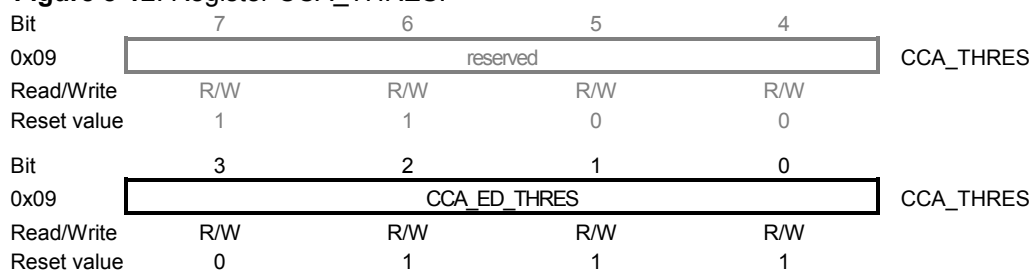 Bit 7 6 5 4
0x09 reserved CCA_THRES
Read/Write R/W R/W R/W R/W
Reset value 1 1 0 0
Bit 3 2 1 0
0x09 CCA_ED_THRES CCA_THRES
Read/Write R/W R/W R/W R/W
Reset value 0 1 1 1